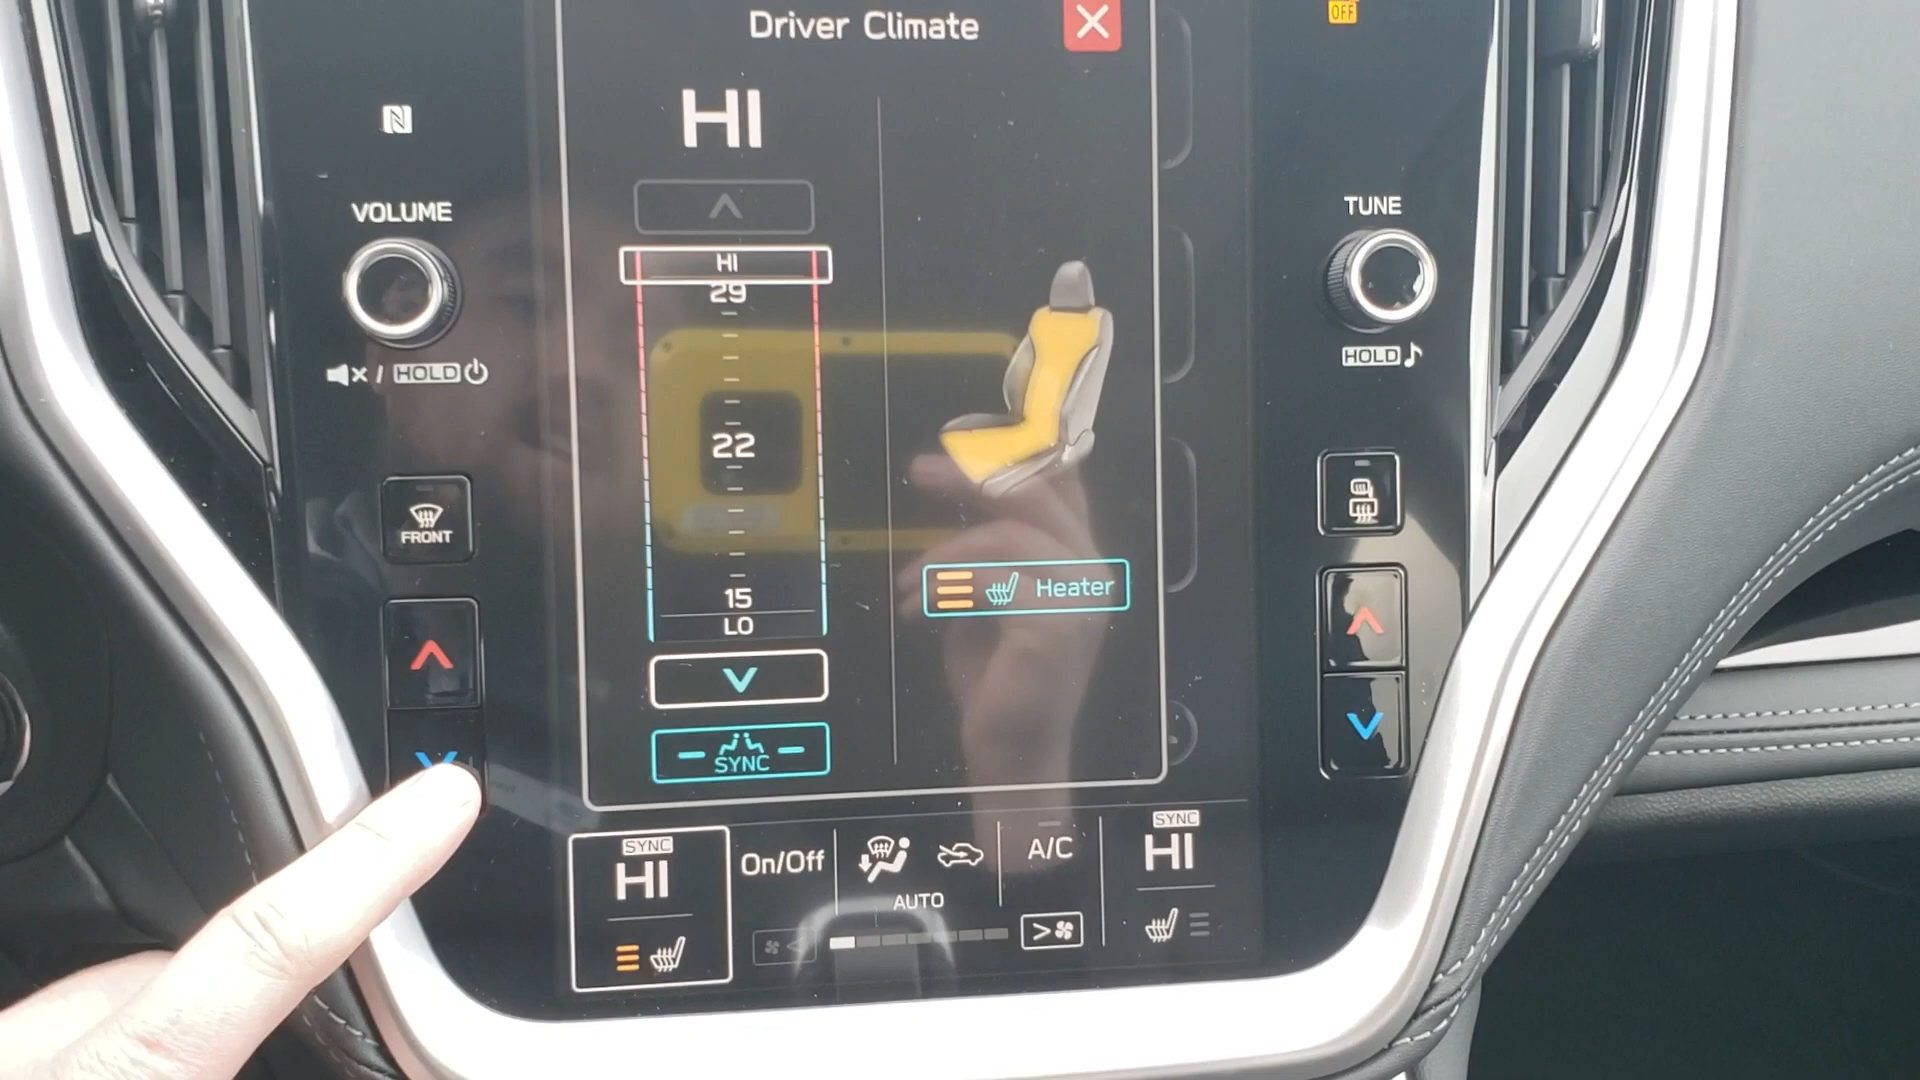 Driver Climate
OFF
HI
VOLUME
TUNE
HI
29
HOLD
HOLD
22
FRONT
Heater
15
LO
SYNC
SYNC
HI
On/Off
AUTO
A/C
SYNC
HI